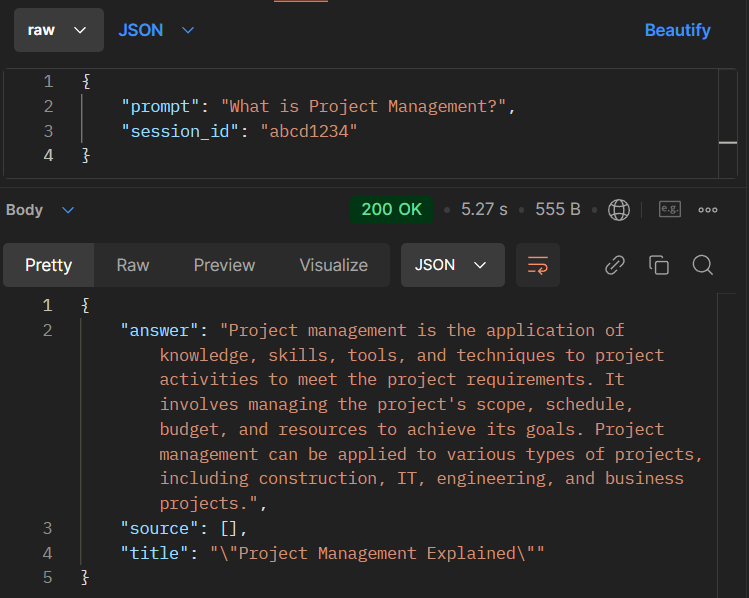 raw JSON Beautify
1 {
2 "prompt": "What is Project Management?",
3 "session_id": "abcd1234"
4 }
Body 200 OK • 5.27 s • 555 B • e.g. ooo
Pretty Raw Preview Visualize JSON
1 {
2 "answer": "Project management is the application of
knowledge, skills, tools, and techniques to project
activities to meet the project requirements. It
involves managing the project's scope, schedule,
budget, and resources to achieve its goals. Project
management can be applied to various types of projects,
including construction, IT, engineering, and business
projects.",
3 "source": [],
4 "title": "\"Project Management Explained\""
5 }